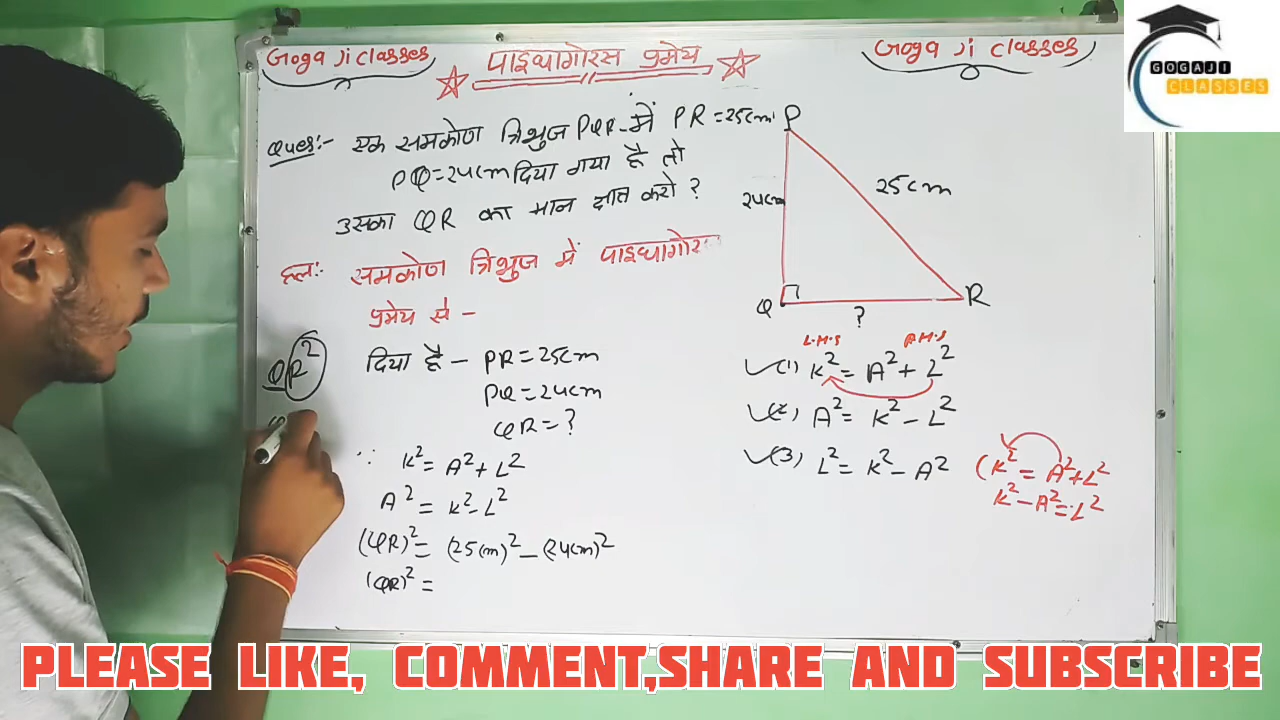 Goga Ji Classes
पाइथागोरस प्रमेय
Goga Ji Classes
GOGAJI
CLASSES
Ques:- एक समकोण त्रिभुज PQR में PR = 25cm
PQ = 24cm दिया गया है तो
उसका QR का मान ज्ञात करो ?
हल:- समकोण त्रिभुज में पाइथागोरस
प्रमेय से -
दिया है - PR = 25cm
PQ = 24cm
QR = ?
∵ K² = A² + L²
A² = K² - L²
(QR)² = (25cm)² - (24cm)²
(QR)² =
QR²
P
24cm
25cm
Q
R
?
L.H.S R.H.S
(1) K² = A² + L²
(2) A² = K² - L²
(3) L² = K² - A²
(K² = A² + L²
K² - A² = L²
PLEASE LIKE, COMMENT,SHARE AND SUBSCRIBE